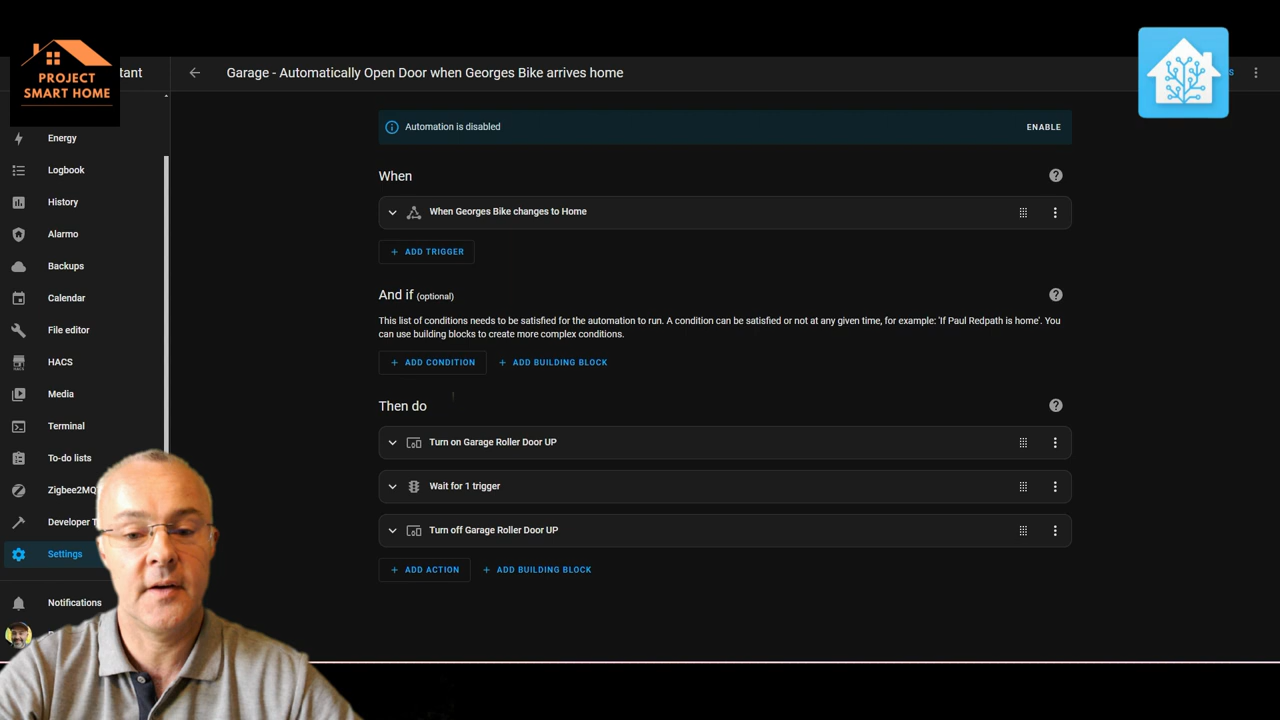 PROJECT
SMART HOME
tant
Garage - Automatically Open Door when Georges Bike arrives home
S
Energy
Logbook
History
Alarmo
Backups
Calendar
File editor
HACS
HACS
Media
Terminal
To-do lists
Zigbee2MQ
Developer T
Settings
Notifications
Automation is disabled
ENABLE
When
When Georges Bike changes to Home
+ ADD TRIGGER
And if (optional)
This list of conditions needs to be satisfied for the automation to run. A condition can be satisfied or not at any given time, for example: 'If Paul Redpath is home'. You
can use building blocks to create more complex conditions.
+ ADD CONDITION
+ ADD BUILDING BLOCK
Then do
Turn on Garage Roller Door UP
Wait for 1 trigger
Turn off Garage Roller Door UP
+ ADD ACTION
+ ADD BUILDING BLOCK